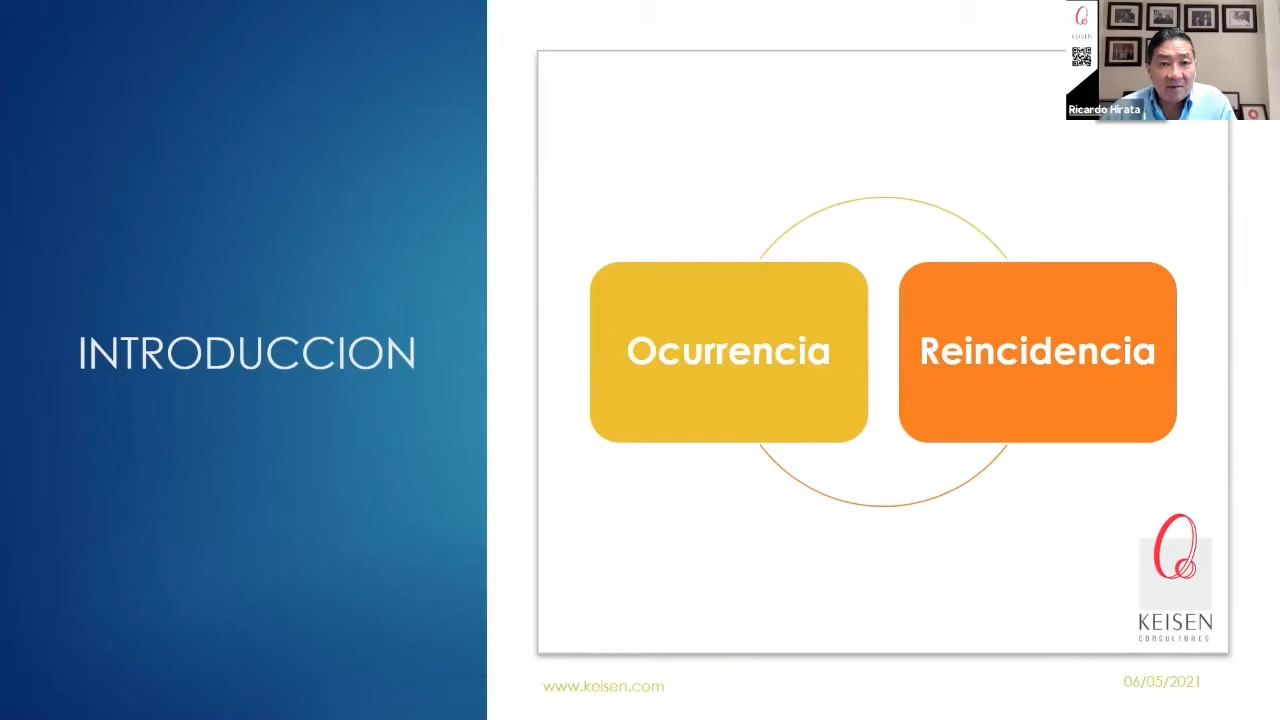 INTRODUCCION
Ocurrencia
Reincidencia
KEISEN
CONSULTORES
www.keisen.com
06/05/2021
KEISEN
Ricardo Hirata